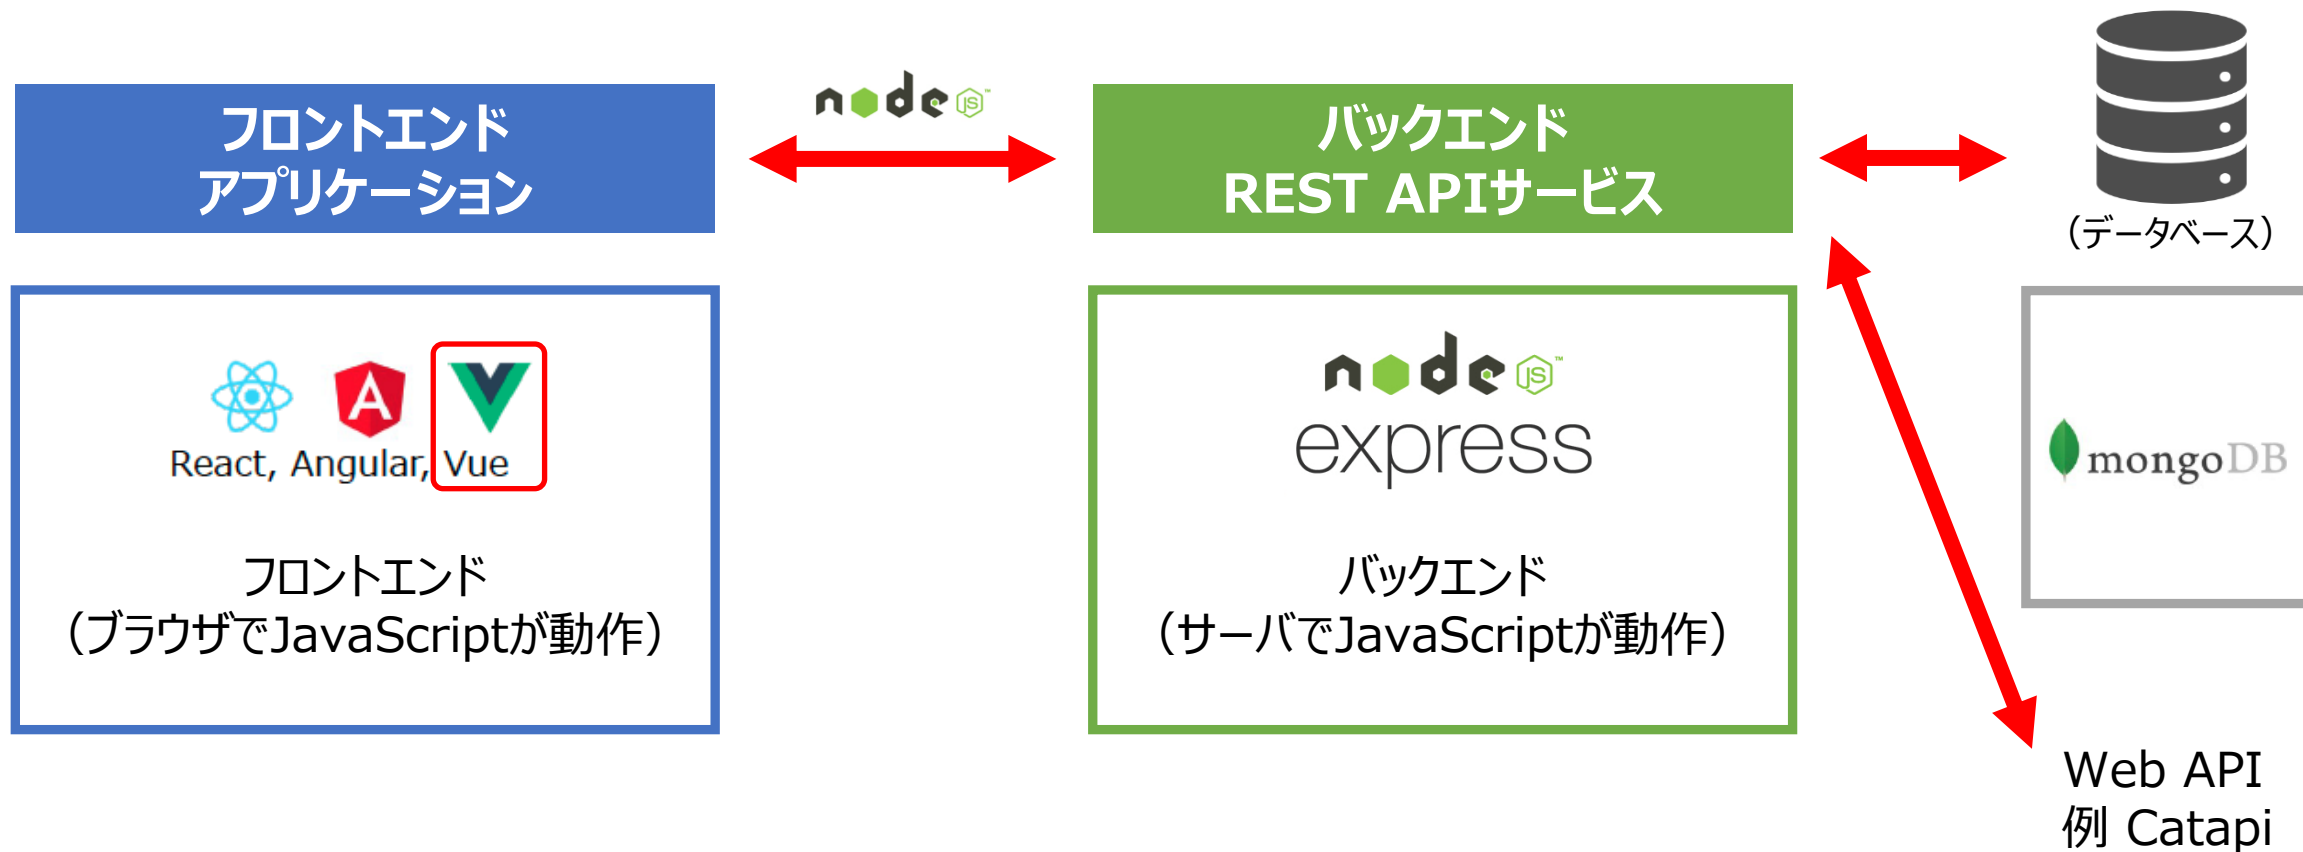 フロントエンド
アプリケーション
node JS™
バックエンド
REST APIサービス
（データベース）
React, Angular, Vue
フロントエンド
（ブラウザでJavaScriptが動作）
node JS™
express
バックエンド
（サーバでJavaScriptが動作）
mongoDB
Web API
例 Catapi